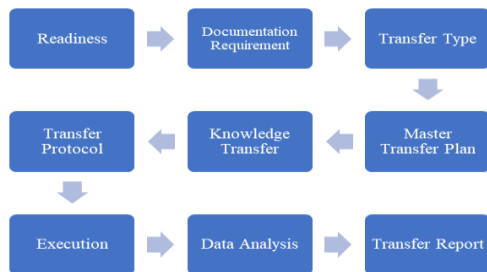 Readiness
Documentation
Requirement
Transfer Type
Master
Transfer Plan
Knowledge
Transfer
Transfer
Protocol
Execution
Data Analysis
Transfer Report